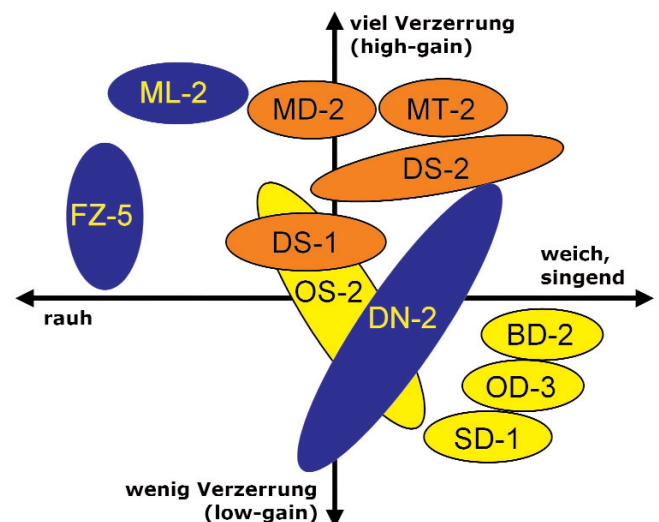 viel Verzerrung
(high-gain)
ML-2
MD-2
MT-2
DS-2
FZ-5
DS-1
weich,
singend
OS-2
rauh
DN-2
BD-2
OD-3
SD-1
wenig Verzerrung
(low-gain)